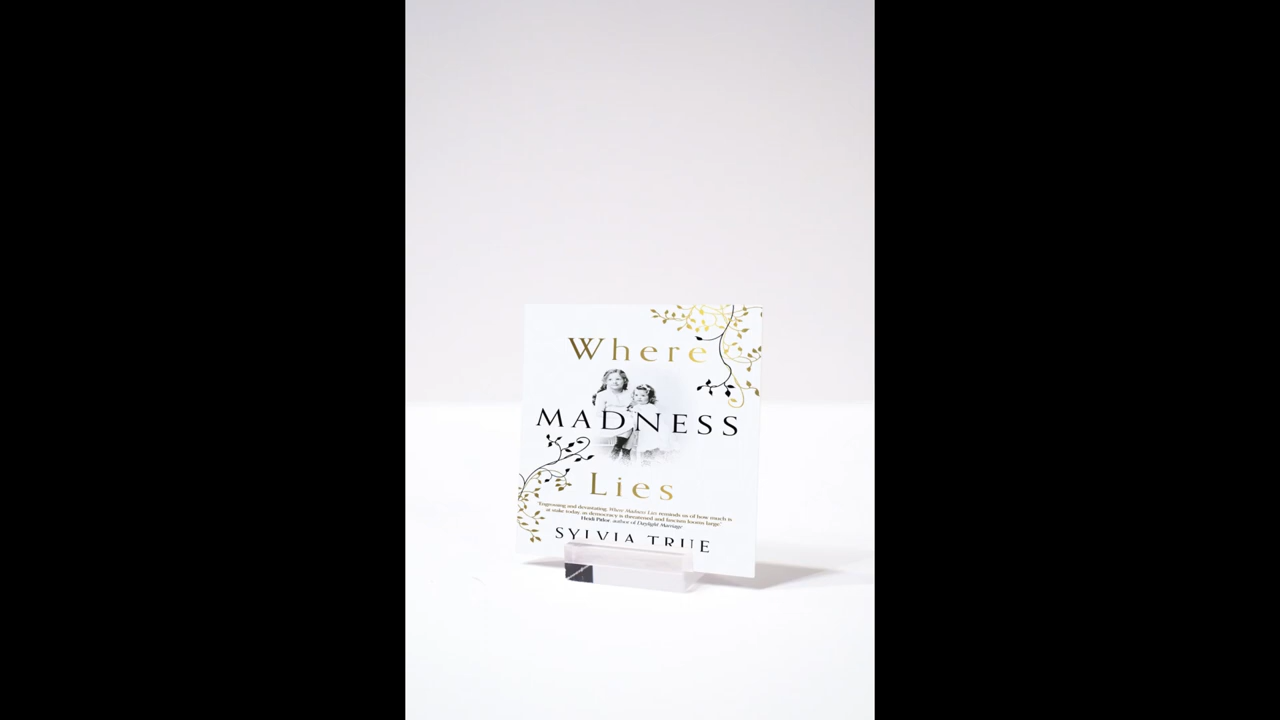 Where
MADNESS
Lies
"Engrossing and devastating, Where Madness Lies reminds us of how much is
at stake today, as democracy is threatened and fascism looms large"
Heidi Pitlor author of Daylight Marriage
SYLVIA TRUE